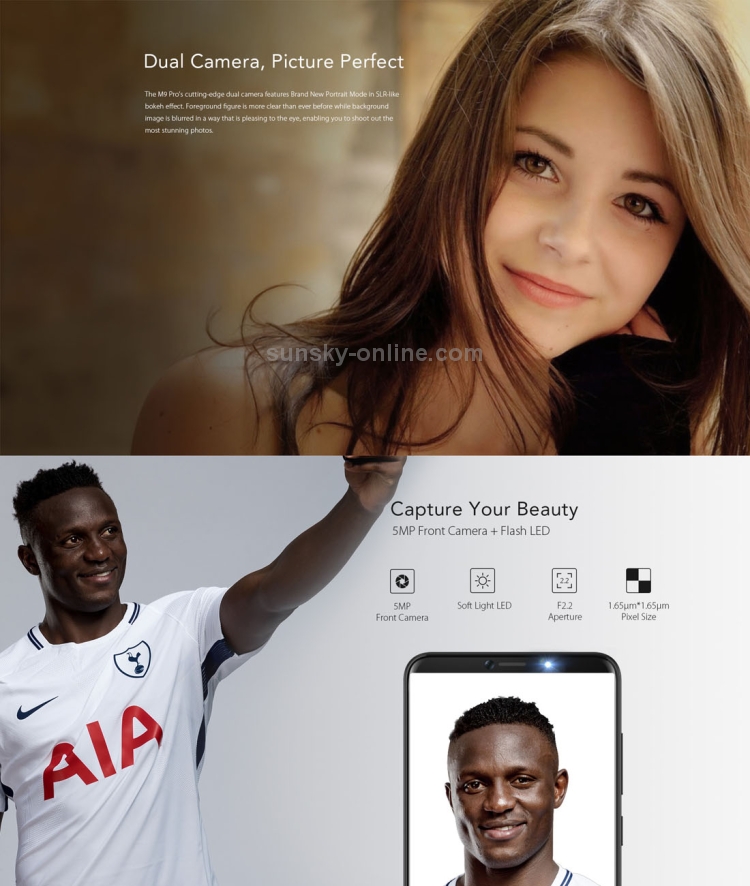 Dual Camera, Picture Perfect
The M9 Pro's cutting-edge dual camera features Brand New Portrait Mode in SLR-like
bokeh effect. Foreground figure is more clear than ever before while background
image is blurred in a way that is pleasing to the eye, enabling you to shoot out the
most stunning photos.
sunsky-online.com
Capture Your Beauty
5MP Front Camera + Flash LED
2.2
5MP
Front Camera
Soft Light LED
F2.2
Aperture
1.65μm*1.65μm
Pixel Size
AIA